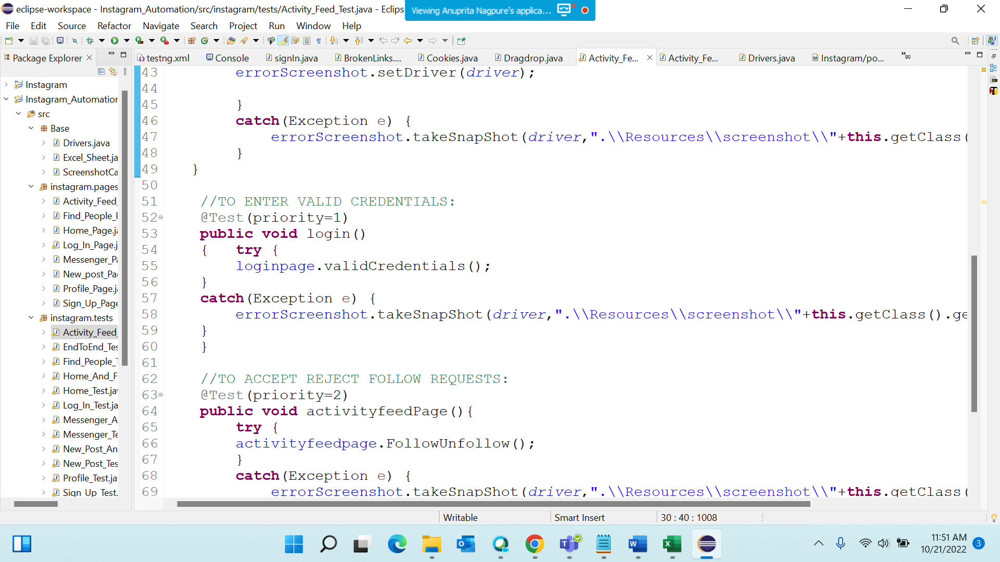 eclipse-workspace - Instagram_Automation/src/instagram/tests/Activity_Feed_Test.java - Eclips
Viewing Anuprita Nagpure's applica...
File Edit Source Refactor Navigate Search Project Run Window Help
Package Explorer
testng.xml Console signIn.java BrokenLinks.... Cookies.java Dragdrop.java Activity_Fe... Activity_Fe... Drivers.java Instagram/po... »90
Instagram
Instagram_Automation
src
Base
Drivers.java
Excel_Sheet.ja
ScreenshotCa
instagram.pages
Activity_Feed_
Find_People_P
Home_Page.ja
Log_In_Page.j
Messenger_Pa
New_post_Pa
Profile_Page.j
Sign_Up_Page
instagram.tests
Activity_Feed_
EndToEnd_Tes
Find_People_T
Home_And_F
Home_Test.jav
Log_In_Test.ja
Messenger_A
Messenger_Te
New_Post_An
New_Post_Tes
Profile_Test.ja
Sign_Up_Test.
43 errorScreenshot.setDriver(driver);
44
45 }
46 catch(Exception e) {
47 errorScreenshot.takeSnapShot(driver,".\\Resources\\screenshot\\"+this.getClass(
48 }
49 }
50
51 //TO ENTER VALID CREDENTIALS:
52 @Test(priority=1)
53 public void login()
54 { try {
55 loginpage.validCredentials();
56 }
57 catch(Exception e) {
58 errorScreenshot.takeSnapShot(driver,".\\Resources\\screenshot\\"+this.getClass().ge
59 }
60 }
61
62 //TO ACCEPT REJECT FOLLOW REQUESTS:
63 @Test(priority=2)
64 public void activityfeedPage(){
65 try {
66 activityfeedpage.FollowUnfollow();
67 }
68 catch(Exception e) {
69 errorScreenshot.takeSnapShot(driver,".\\Resources\\screenshot\\"+this.getClass(
Writable Smart Insert 30 : 40 : 1008
11:51 AM
10/21/2022
3